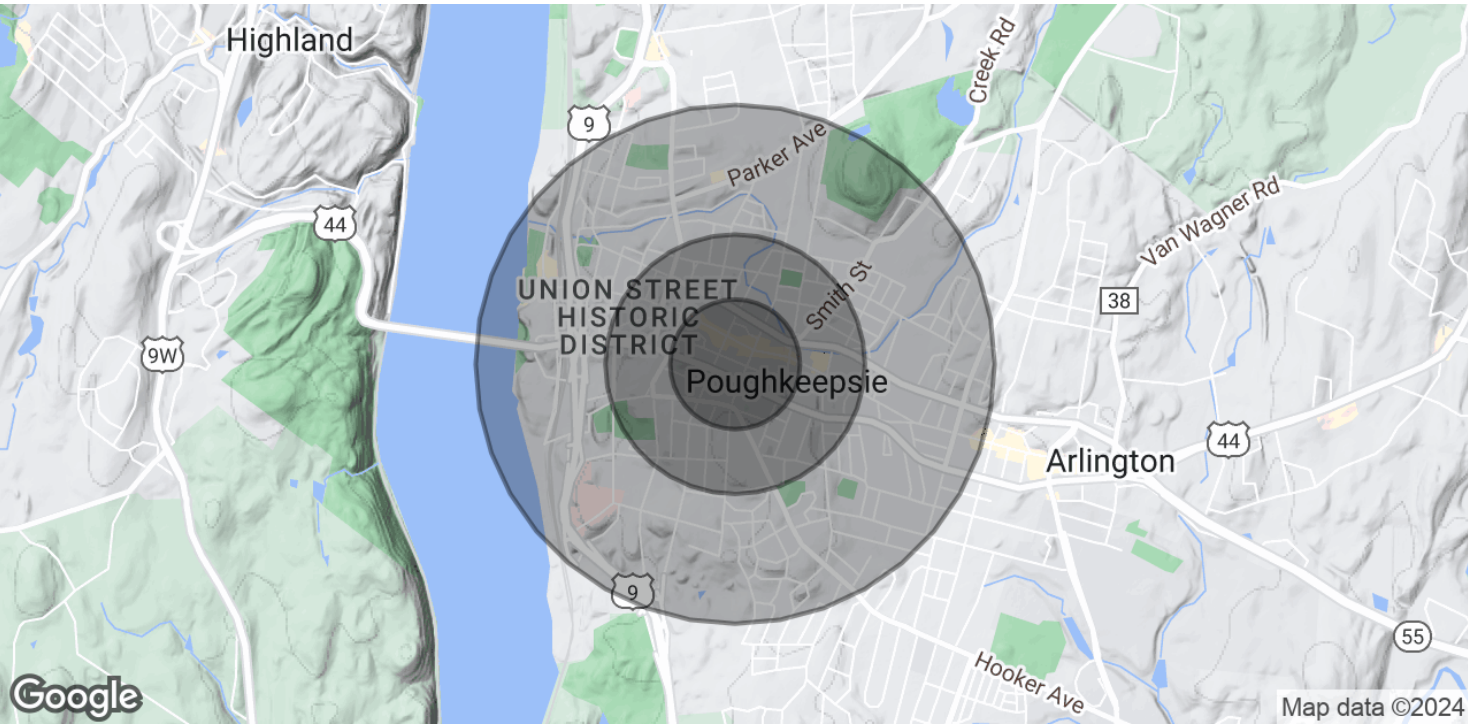 Highland
Creek Rd
9
Parker Ave
44
Van Wagner Rd
UNION STREET
HISTORIC
DISTRICT
Smith St
38
9W
Poughkeepsie
44
Arlington
9
55
Hooker Ave
Google
Map data ©2024